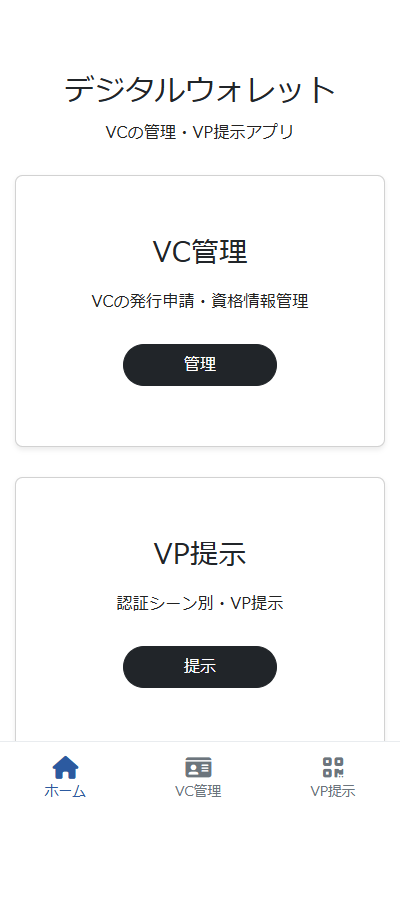 デジタルウォレット
VCの管理・VP提示アプリ
VC管理
VCの発行申請・資格情報管理
管理
VP提示
認証シーン別・VP提示
提示
ホーム
VC管理
VP提示